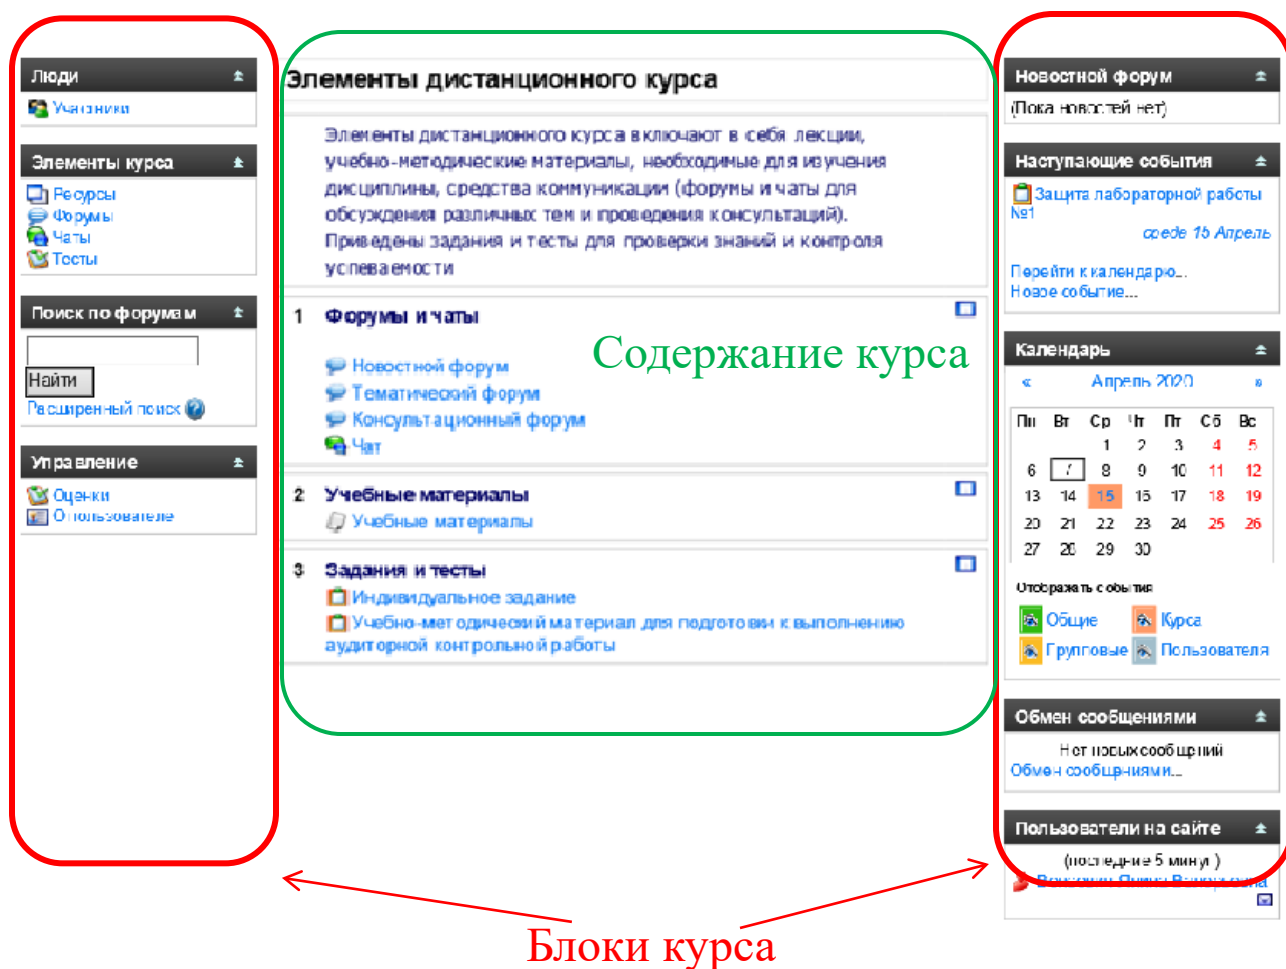 Люди
Участники
Элементы курса
Ресурсы
Форумы
Чаты
Тесты
Поиск по форумам
Найти
Расширенный поиск
Управление
Оценки
О пользователе
Элементы дистанционного курса
Элементы дистанционного курса включают в себя лекции,
учебно-методические материалы, необходимые для изучения
дисциплины, средства коммуникации (форумы и чаты для
обсуждения различных тем и проведения консультаций).
Приведены задания и тесты для проверки знаний и контроля
успеваемости
1 Форумы и чаты
Содержание курса
Новостной форум
Тематический форум
Консультационный форум
Чат
2 Учебные материалы
Учебные материалы
3 Задания и тесты
Индивидуальное задание
Учебно-методический материал для подготовки к выполнению
аудиторной контрольной работы
Новостной форум
(Пока новостей нет)
Наступающие события
Защита лабораторной работы
№1
среде 15 Апрель
Перейти к календарю...
Новое событие...
Календарь
« Апрель 2020 »
Пн Вт Ср Чт Пт Сб Вс
1 2 3 4 5
6 7 8 9 10 11 12
13 14 15 16 17 18 19
20 21 22 23 24 25 26
27 28 29 30
Отображать события
Общие Курса
Групповые Пользователя
Обмен сообщениями
Нет новых сообщений
Обмен сообщениями...
Пользователи на сайте
(последние 5 минут)
Блоки курса